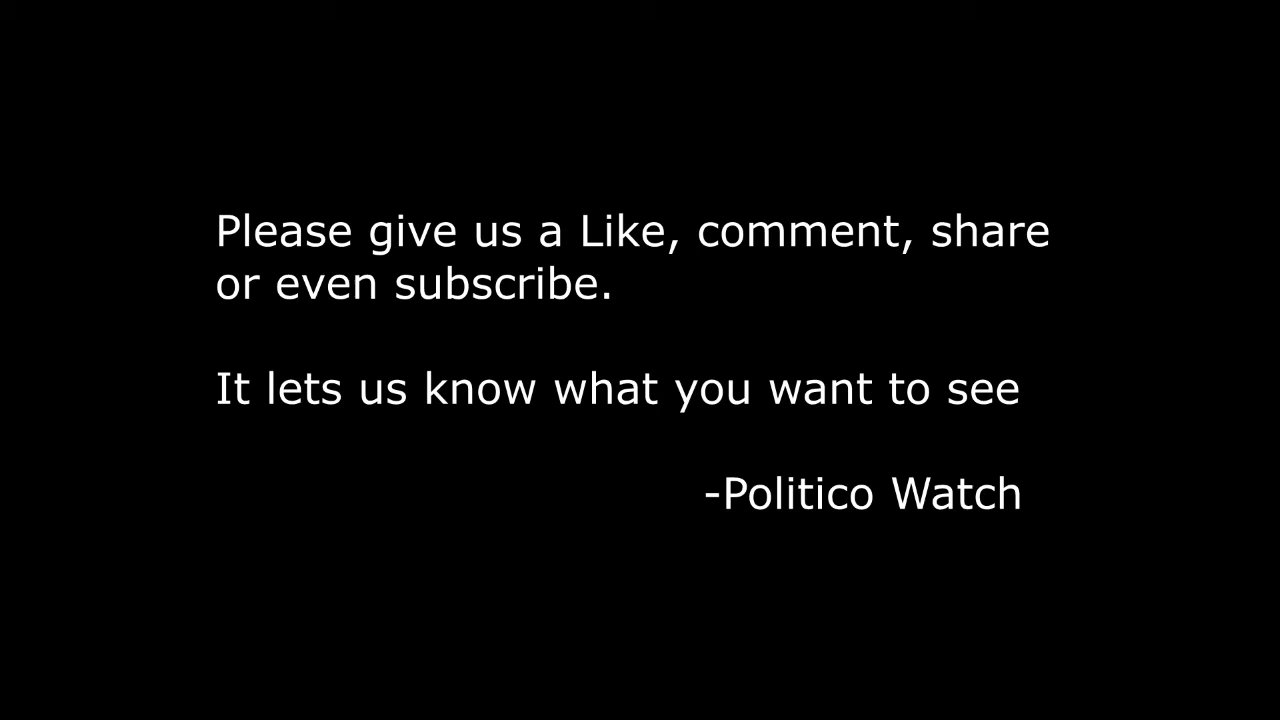 Please give us a Like, comment, share
or even subscribe.
It lets us know what you want to see
-Politico Watch